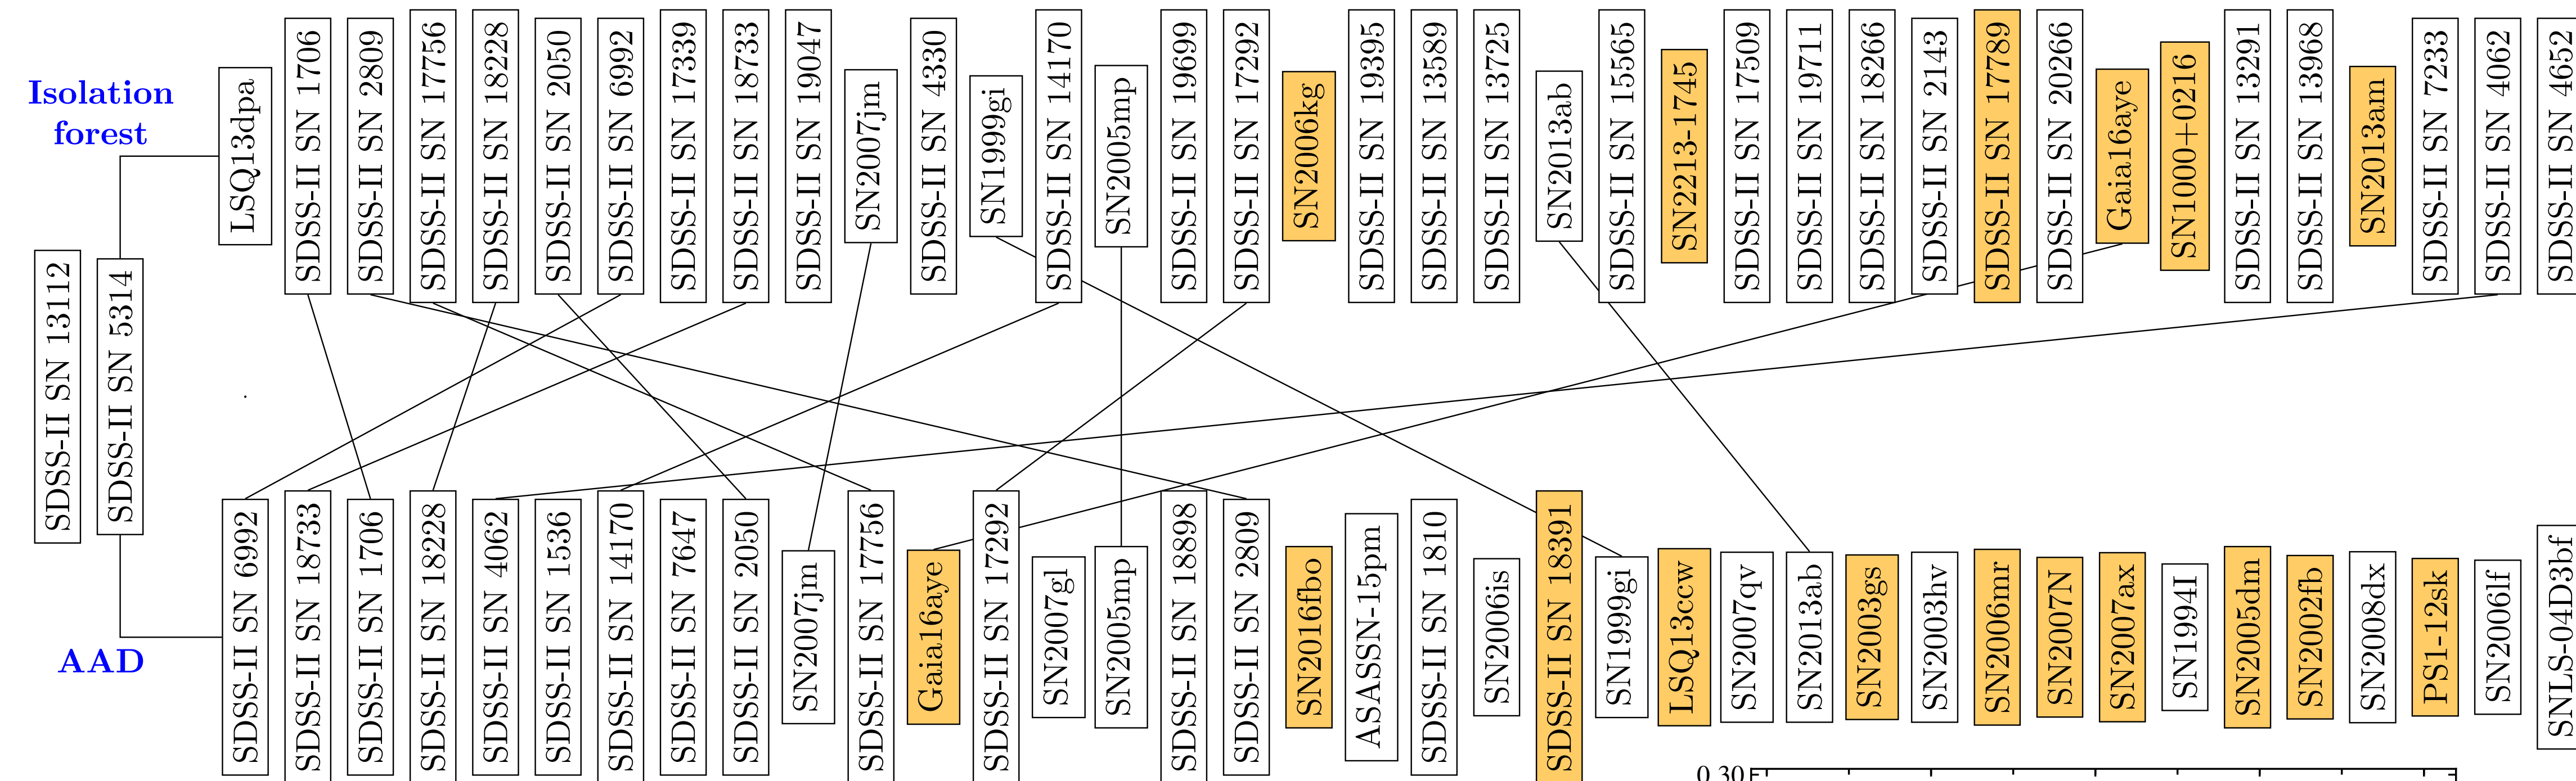 Isolation
forest
SDSS-II SN 13112
SDSS-II SN 5314
LSQ13dpa
SDSS-II SN 1706
SDSS-II SN 2809
SDSS-II SN 17756
SDSS-II SN 18228
SDSS-II SN 2050
SDSS-II SN 6992
SDSS-II SN 17339
SDSS-II SN 18733
SDSS-II SN 19047
SN2007jm
SDSS-II SN 4330
SN1999gi
SDSS-II SN 14170
SN2005mp
SDSS-II SN 19699
SDSS-II SN 17292
SN2006kg
SDSS-II SN 19395
SDSS-II SN 13589
SDSS-II SN 13725
SN2013ab
SDSS-II SN 15565
SN2213-1745
SDSS-II SN 17509
SDSS-II SN 19711
SDSS-II SN 18266
SDSS-II SN 2143
SDSS-II SN 17789
SDSS-II SN 20266
Gaia16aye
SN1000+0216
SDSS-II SN 13291
SDSS-II SN 13968
SN2013am
SDSS-II SN 7233
SDSS-II SN 4062
SDSS-II SN 4652
AAD
SDSS-II SN 6992
SDSS-II SN 18733
SDSS-II SN 1706
SDSS-II SN 18228
SDSS-II SN 4062
SDSS-II SN 1536
SDSS-II SN 14170
SDSS-II SN 7647
SDSS-II SN 2050
SN2007jm
SDSS-II SN 17756
Gaia16aye
SDSS-II SN 17292
SN2007gl
SN2005mp
SDSS-II SN 18898
SDSS-II SN 2809
SN2016fbo
ASASSN-15pm
SDSS-II SN 1810
SN2006is
SDSS-II SN 18391
SN1999gi
LSQ13ccw
SN2007qv
SN2013ab
SN2003gs
SN2003hv
SN2006mr
SN2007N
SN2007ax
SN1994I
SN2005dm
SN2002fb
SN2008dx
PS1-12sk
SN2006lf
SNLS-04D3bf
0.30